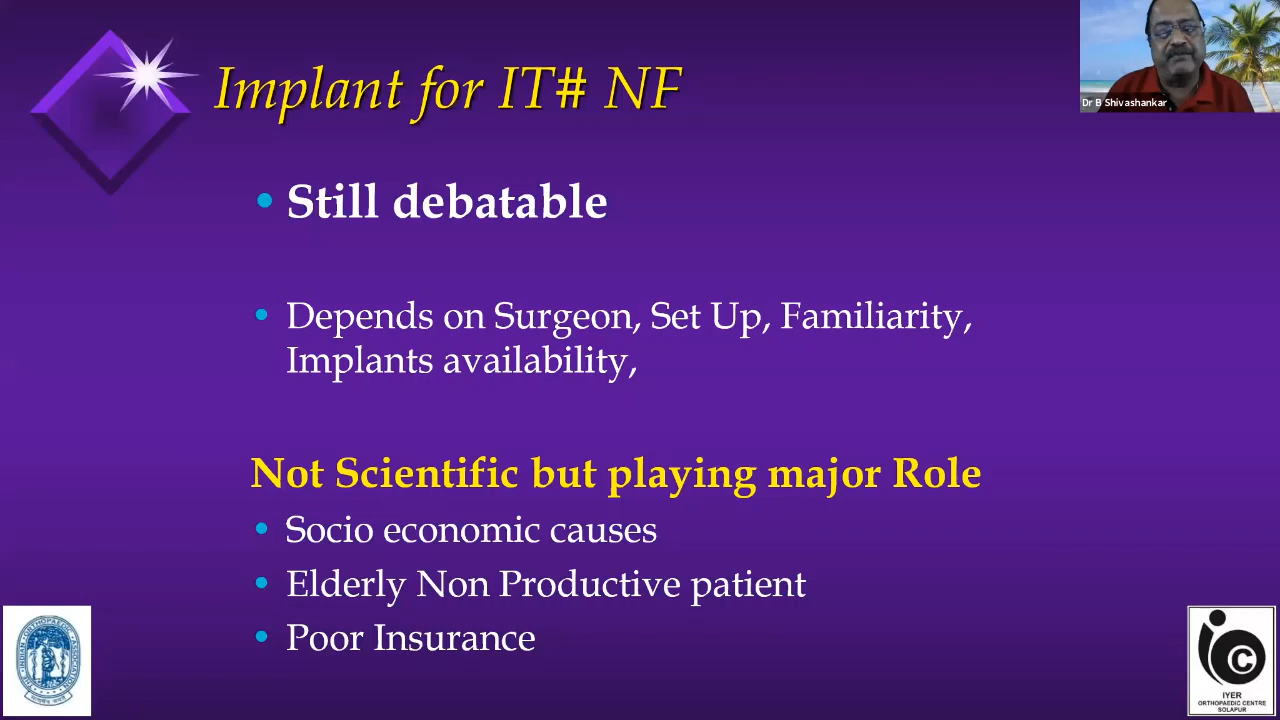 Implant for IT# NF
Dr B Shivashankar
• Still debatable
• Depends on Surgeon, Set Up, Familiarity,
Implants availability,
Not Scientific but playing major Role
• Socio economic causes
• Elderly Non Productive patient
• Poor Insurance
IYER
ORTHOPAEDIC CENTRE
SOLAPUR